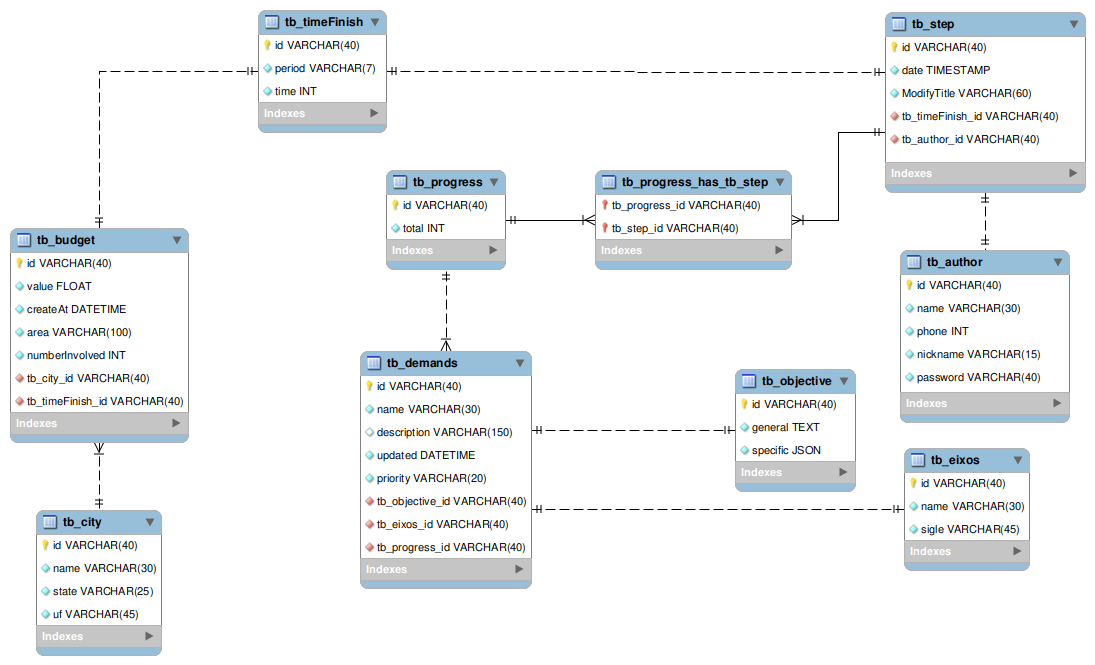 tb_timeFinish
id VARCHAR(40)
period VARCHAR(7)
time INT
Indexes
tb_step
id VARCHAR(40)
date TIMESTAMP
ModifyTitle VARCHAR(60)
tb_timeFinish_id VARCHAR(40)
tb_author_id VARCHAR(40)
Indexes
tb_progress
id VARCHAR(40)
total INT
Indexes
tb_progress_has_tb_step
tb_progress_id VARCHAR(40)
tb_step_id VARCHAR(40)
Indexes
tb_budget
id VARCHAR(40)
value FLOAT
createAt DATETIME
area VARCHAR(100)
numberInvolved INT
tb_city_id VARCHAR(40)
tb_timeFinish_id VARCHAR(40)
Indexes
tb_author
id VARCHAR(40)
name VARCHAR(30)
phone INT
nickname VARCHAR(15)
password VARCHAR(40)
Indexes
tb_demands
id VARCHAR(40)
name VARCHAR(30)
description VARCHAR(150)
updated DATETIME
priority VARCHAR(20)
tb_objective_id VARCHAR(40)
tb_eixos_id VARCHAR(40)
tb_progress_id VARCHAR(40)
Indexes
tb_objective
id VARCHAR(40)
general TEXT
specific JSON
Indexes
tb_eixos
id VARCHAR(40)
name VARCHAR(30)
sigle VARCHAR(45)
Indexes
tb_city
id VARCHAR(40)
name VARCHAR(30)
state VARCHAR(25)
uf VARCHAR(45)
Indexes